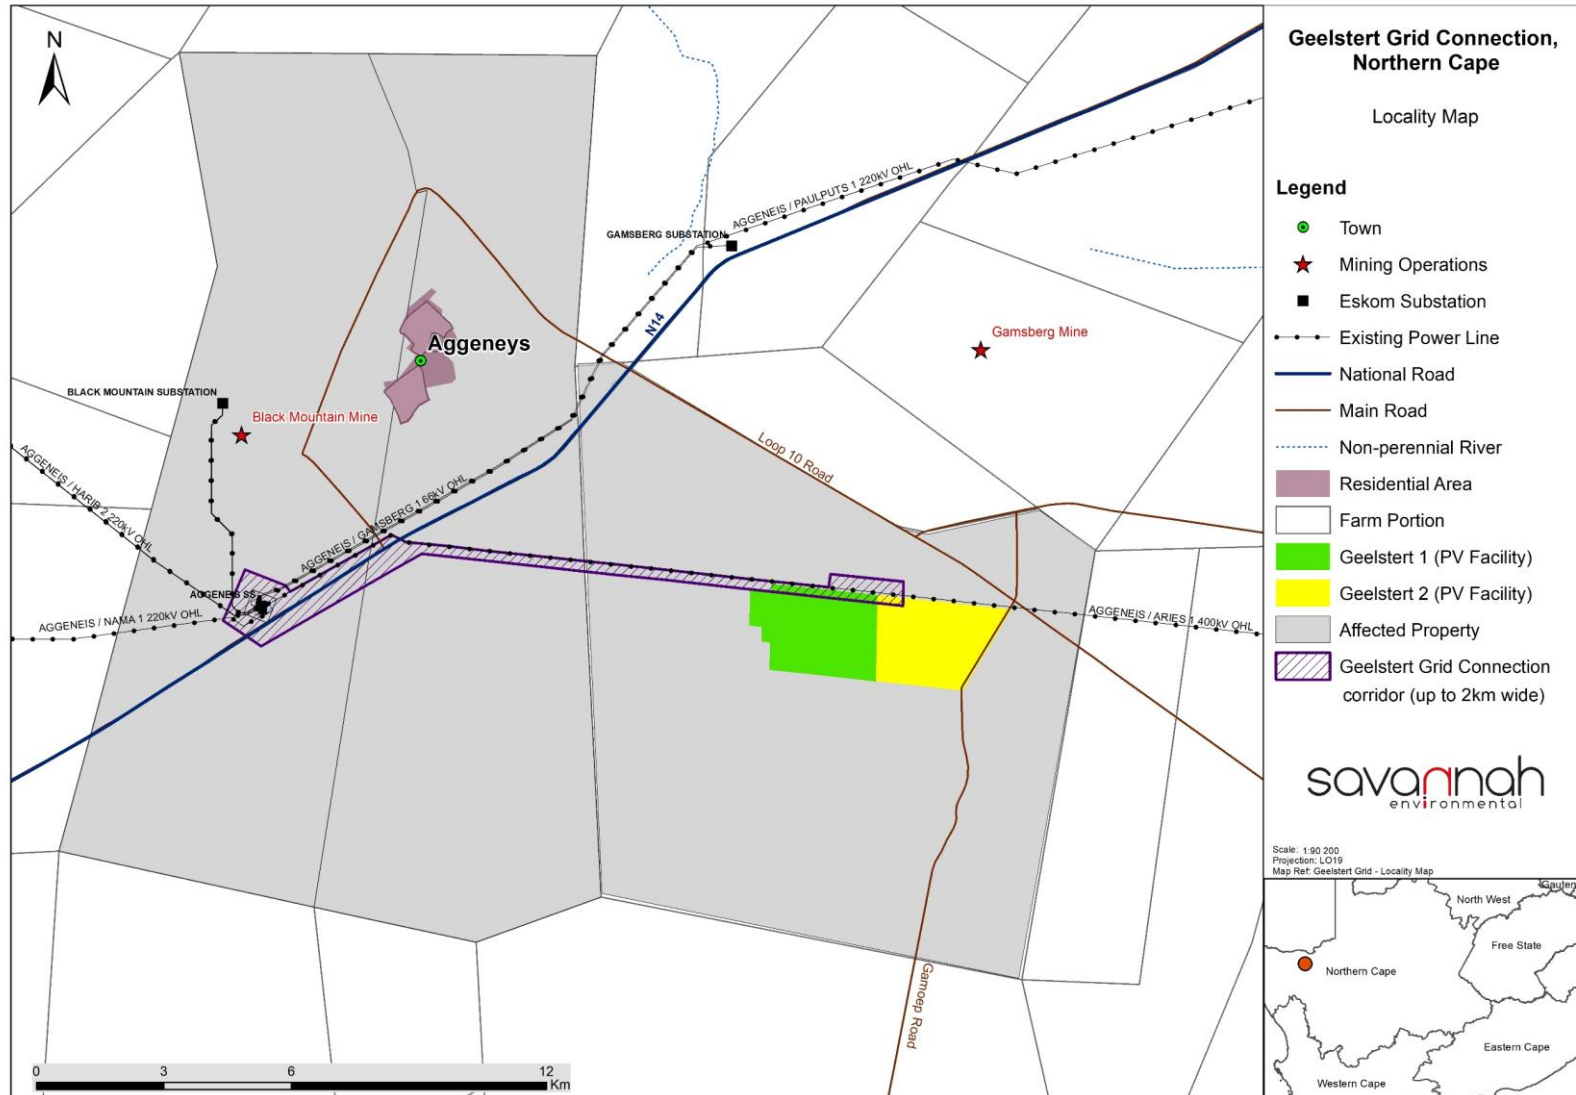 N
AGGENEIS / PAULPUTS 1 220kV OHL
GAMSBERG SUBSTATION
N14
Gamsberg Mine
Aggeneys
BLACK MOUNTAIN SUBSTATION
Black Mountain Mine
Loop 10 Road
AGGENEIS / HARIB 2 220kV OHL
AGGENEIS / GAMSBERG 1 66kV OHL
AGGENEIS SS
AGGENEIS / NAMA 1 220kV OHL
AGGENEIS / ARIES 1 400kV OHL
Gamoep Road
0 3 6 12
Km
Geelstert Grid Connection,
Northern Cape
Locality Map
Legend
Town
Mining Operations
Eskom Substation
Existing Power Line
National Road
Main Road
Non-perennial River
Residential Area
Farm Portion
Geelstert 1 (PV Facility)
Geelstert 2 (PV Facility)
Affected Property
Geelstert Grid Connection
corridor (up to 2km wide)
savannah
environmental
Scale: 1:90 200
Projection: LO19
Map Ref: Geelstert Grid - Locality Map
Gauten
North West
Free State
Northern Cape
Eastern Cape
Western Cape